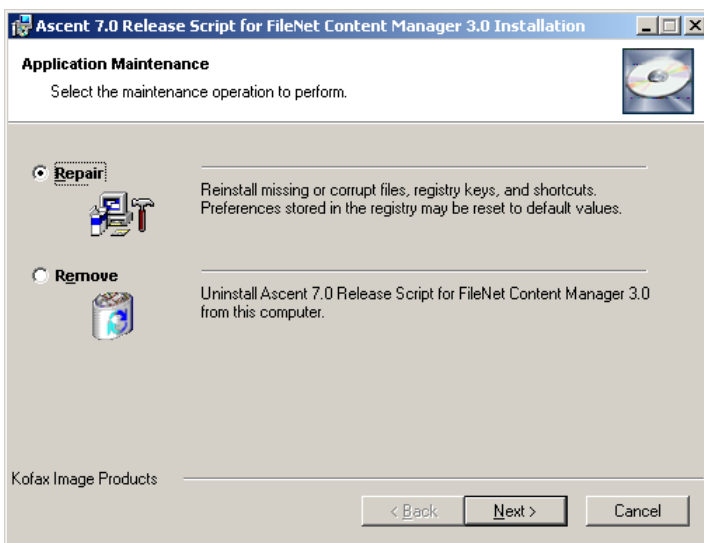 Ascent 7.0 Release Script for FileNet Content Manager 3.0 Installation
Application Maintenance
Select the maintenance operation to perform.
Repair
Reinstall missing or corrupt files, registry keys, and shortcuts.
Preferences stored in the registry may be reset to default values.
Remove
Uninstall Ascent 7.0 Release Script for FileNet Content Manager 3.0
from this computer.
Kofax Image Products
< Back
Next >
Cancel